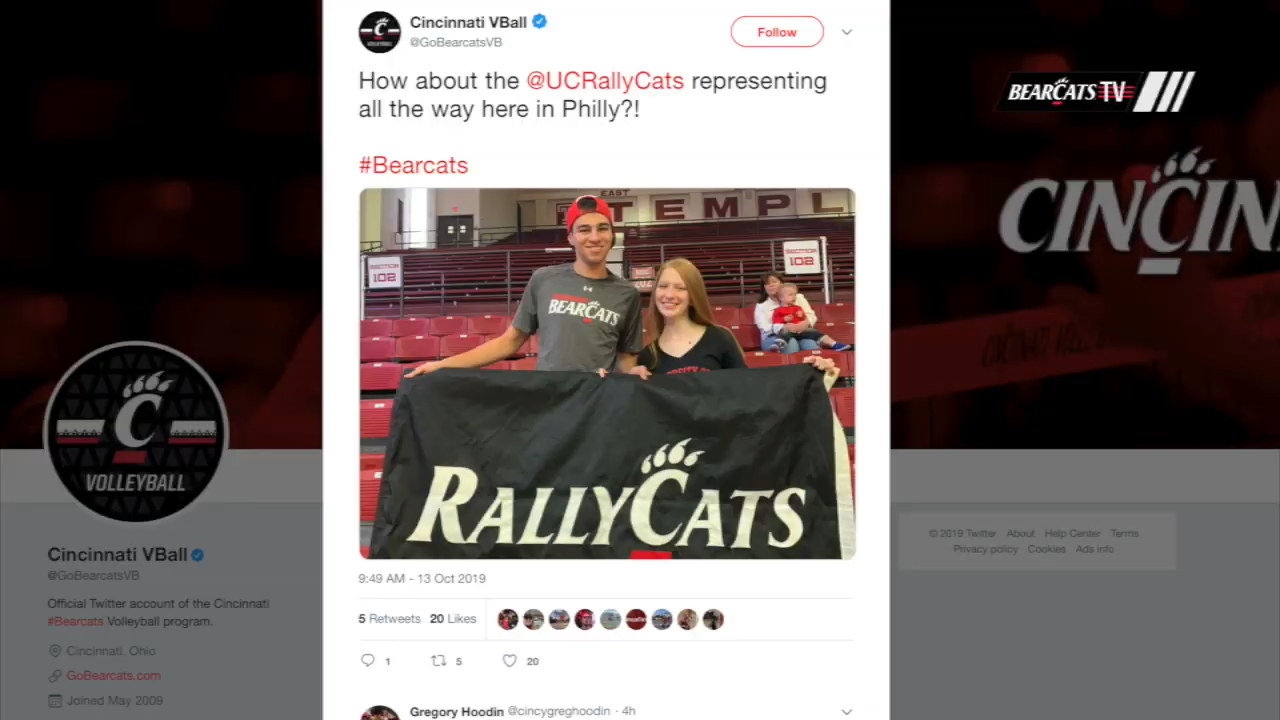 Cincinnati VBall
@GoBearcatsVB
Follow
How about the @UCRallyCats representing
all the way here in Philly?!
#Bearcats
BEARCATS TV
CINCIN
EAST
TEMPL
SECTION
102
SECTION
102
BEARCATS
RALLYCATS
9:49 AM - 13 Oct 2019
5 Retweets 20 Likes
1 5 20
Gregory Hoodin @cincygreghoodin · 4h
C
VOLLEYBALL
Cincinnati VBall
@GoBearcatsVB
Official Twitter account of the Cincinnati
#Bearcats Volleyball program.
Cincinnati, Ohio
GoBearcats.com
Joined May 2009
© 2019 Twitter About Help Center Terms
Privacy policy Cookies Ads info